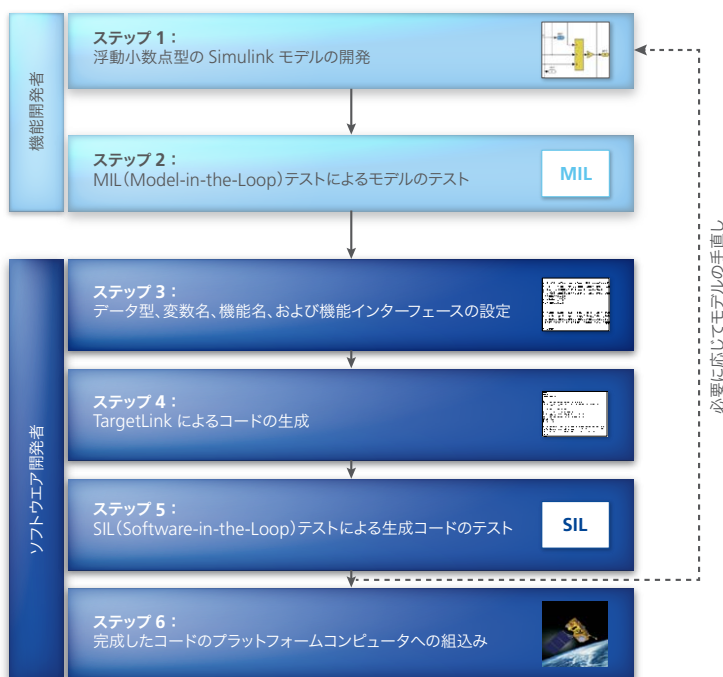 機能開発者
ステップ 1：
浮動小数点型の Simulink モデルの開発
ステップ 2：
MIL（Model-in-the-Loop）テストによるモデルのテスト
MIL
ソフトウエア開発者
ステップ 3：
データ型、変数名、機能名、および機能インターフェースの設定
ステップ 4：
TargetLink によるコードの生成
ステップ 5：
SIL（Software-in-the-Loop）テストによる生成コードのテスト
SIL
ステップ 6：
完成したコードのプラットフォームコンピュータへの組込み
必要に応じてモデルの手直し